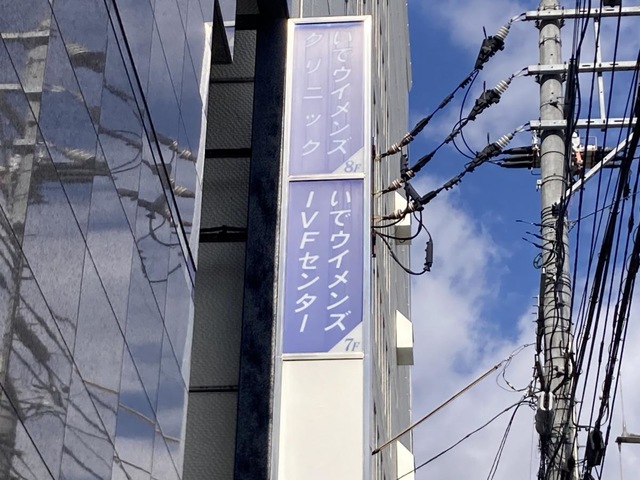 いでウイメンズ
クリニック
8F
いでウイメンズ
IVFセンター
7F